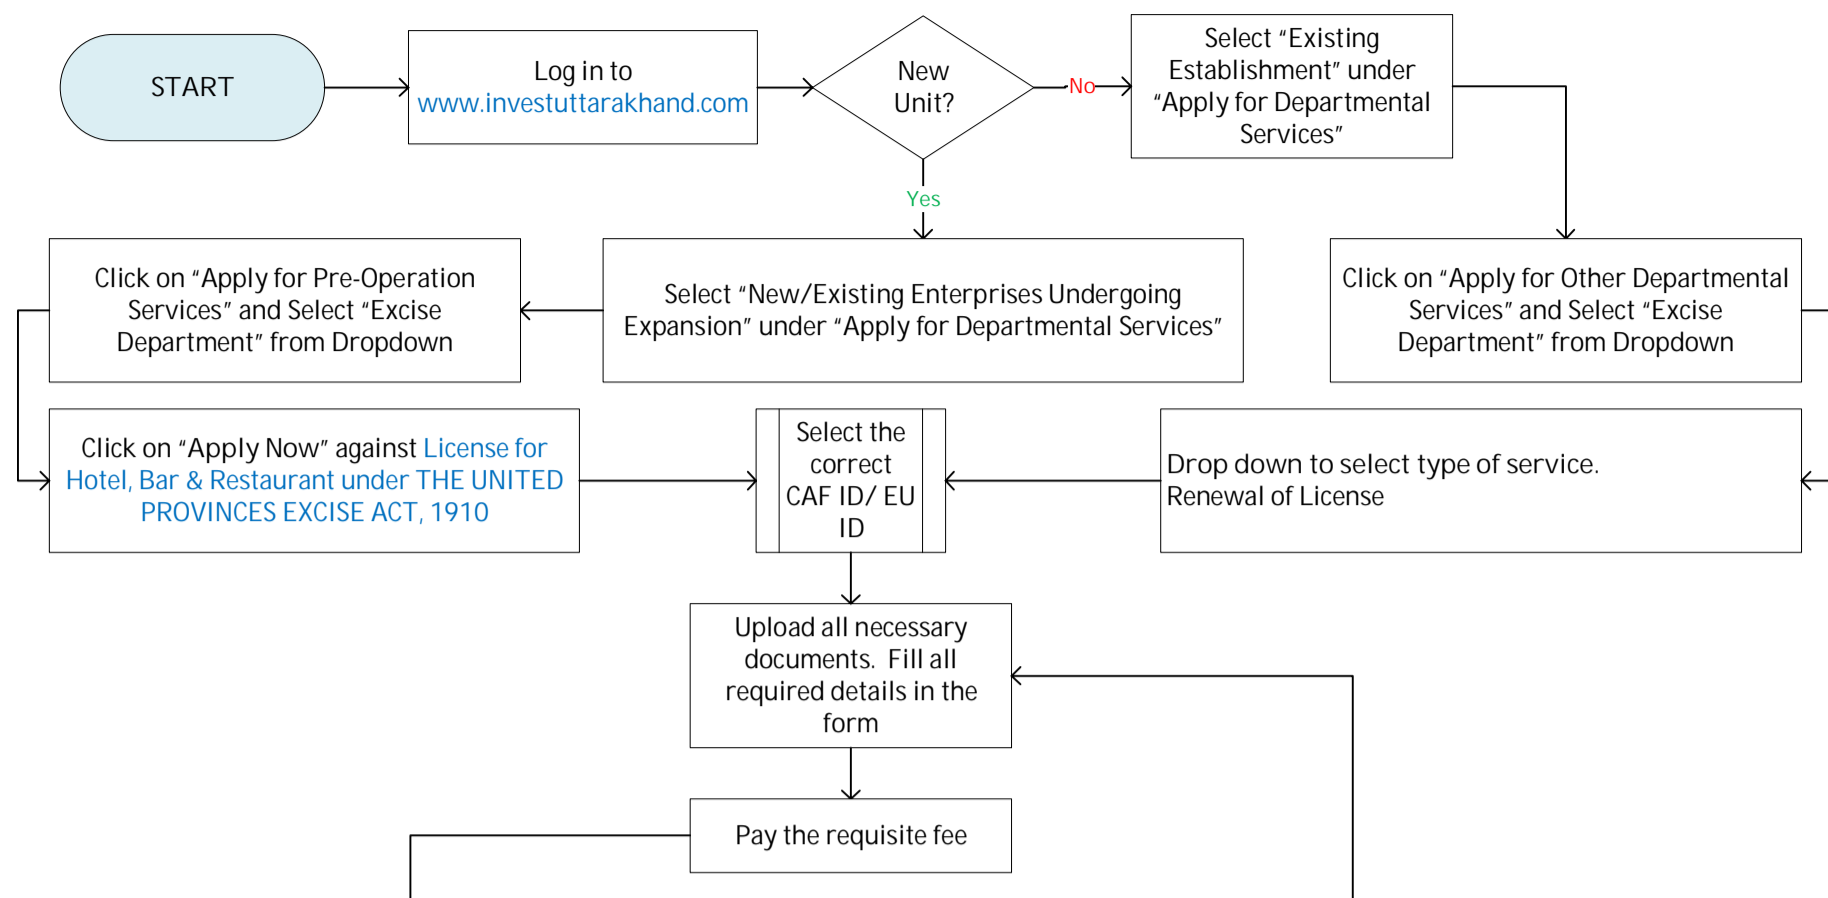 START
Log in to
www.investuttarakhand.com
New
Unit?
No
Select “Existing
Establishment” under
“Apply for Departmental
Services”
Yes
Click on “Apply for Pre-Operation
Services” and Select “Excise
Department” from Dropdown
Select “New/Existing Enterprises Undergoing
Expansion” under “Apply for Departmental Services”
Click on “Apply for Other Departmental
Services” and Select “Excise
Department” from Dropdown
Click on “Apply Now” against License for
Hotel, Bar & Restaurant under THE UNITED
PROVINCES EXCISE ACT, 1910
Select the
correct
CAF ID/ EU
ID
Drop down to select type of service.
Renewal of License
Upload all necessary
documents.  Fill all
required details in the
form
Pay the requisite fee